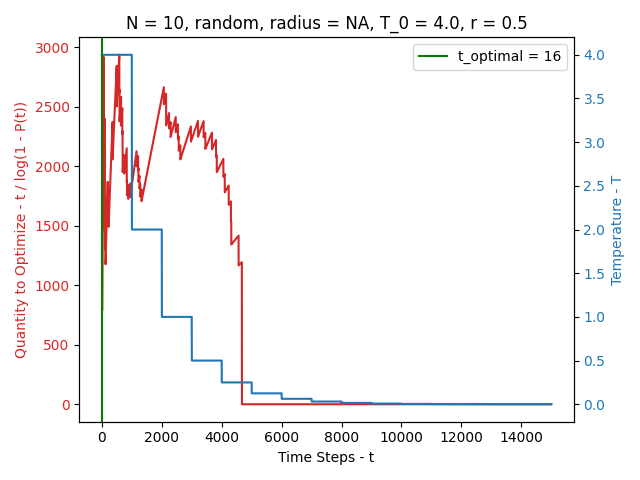 N = 10, random, radius = NA, T_0 = 4.0, r = 0.5
t_optimal = 16
Quantity to Optimize - t / log(1 - P(t))
3000
2500
2000
1500
1000
500
0
4.0
3.5
3.0
2.5
2.0
1.5
1.0
0.5
0.0
Temperature - T
0 2000 4000 6000 8000 10000 12000 14000
Time Steps - t